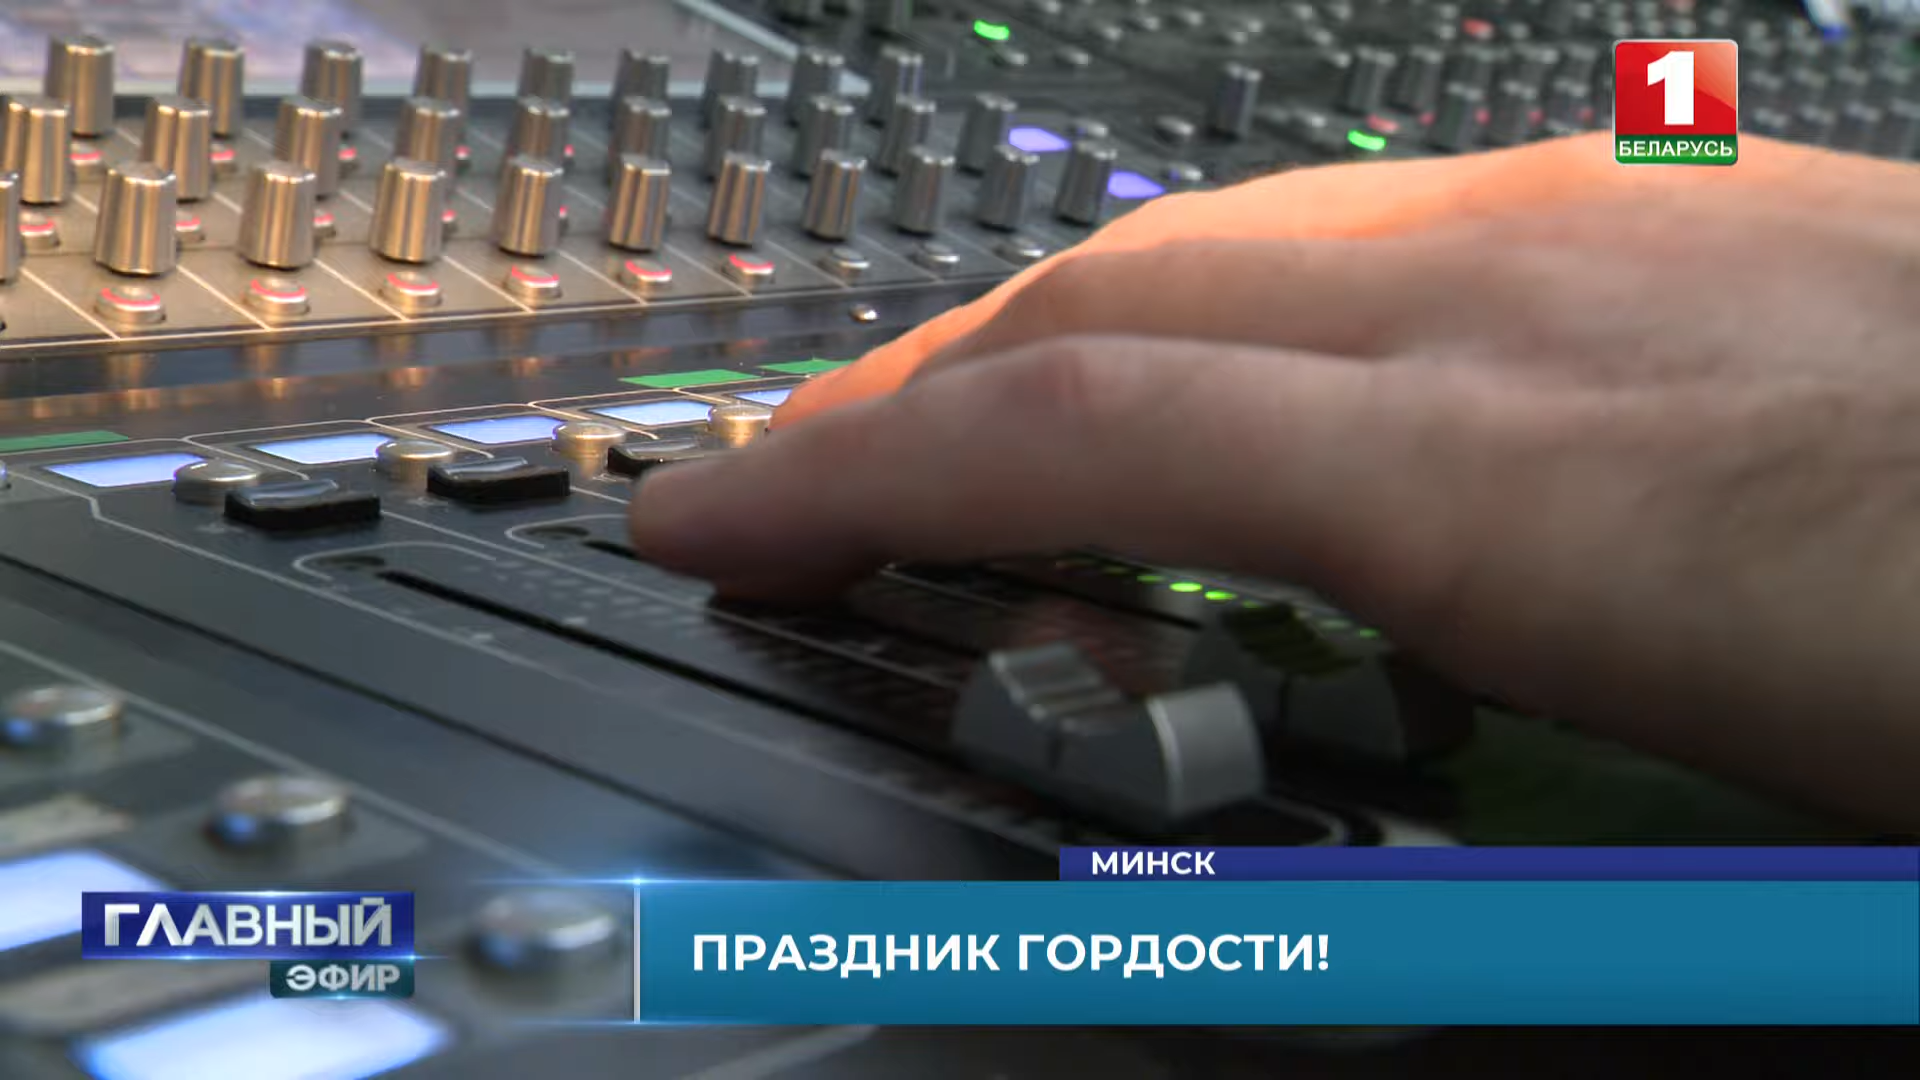 1
БЕЛАРУСЬ
МИНСК
ГЛАВНЫЙ
ЭФИР
ПРАЗДНИК ГОРДОСТИ!